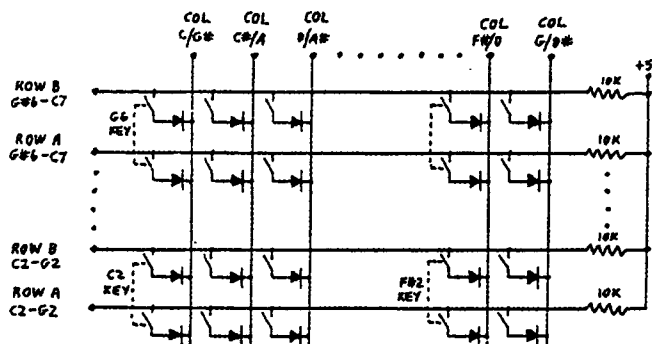 COL C/G#
COL C#/A
COL D/A#
COL F#/D
COL G/D#
+5
ROW B G#6-C7
10K
G6 KEY
ROW A G#6-C7
10K
ROW B C2-G2
10K
C2 KEY
F#2 KEY
ROW A C2-G2
10K